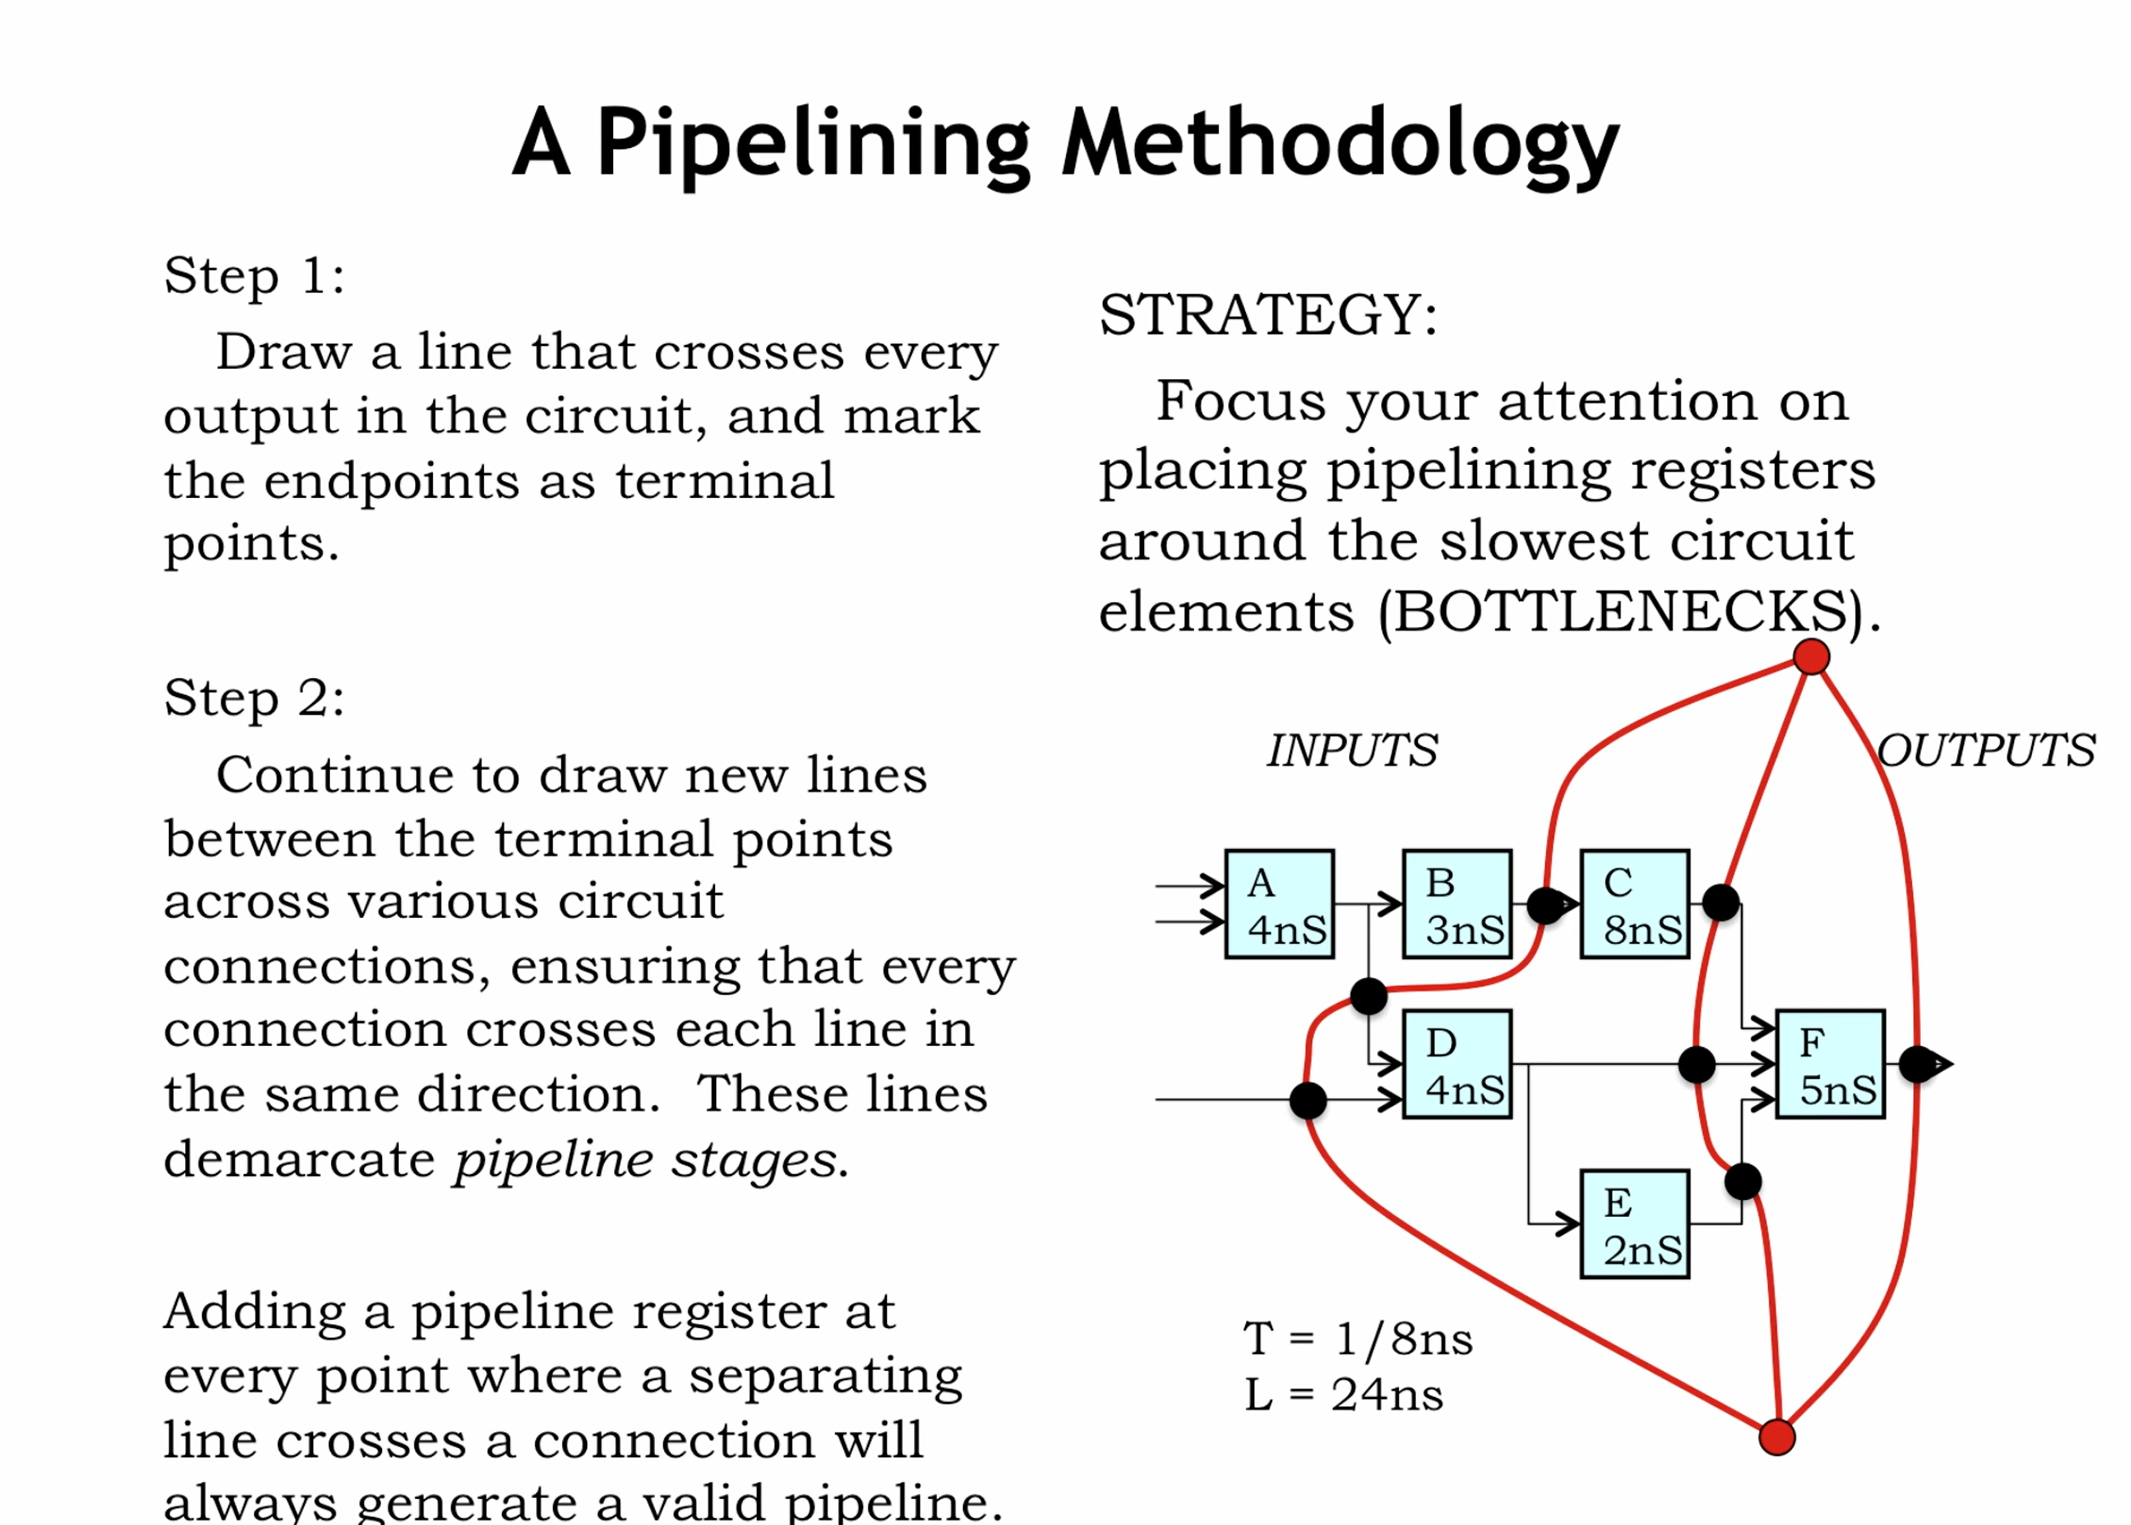 A Pipelining Methodology
Step 1:
Draw a line that crosses every
output in the circuit, and mark
the endpoints as terminal
points.
Step 2:
Continue to draw new lines
between the terminal points
across various circuit
connections, ensuring that every
connection crosses each line in
the same direction.  These lines
demarcate pipeline stages.
Adding a pipeline register at
every point where a separating
line crosses a connection will
always generate a valid pipeline.
STRATEGY:
Focus your attention on
placing pipelining registers
around the slowest circuit
elements (BOTTLENECKS).
INPUTS
OUTPUTS
A
4nS
B
3nS
C
8nS
D
4nS
F
5nS
E
2nS
T = 1/8ns
L = 24ns